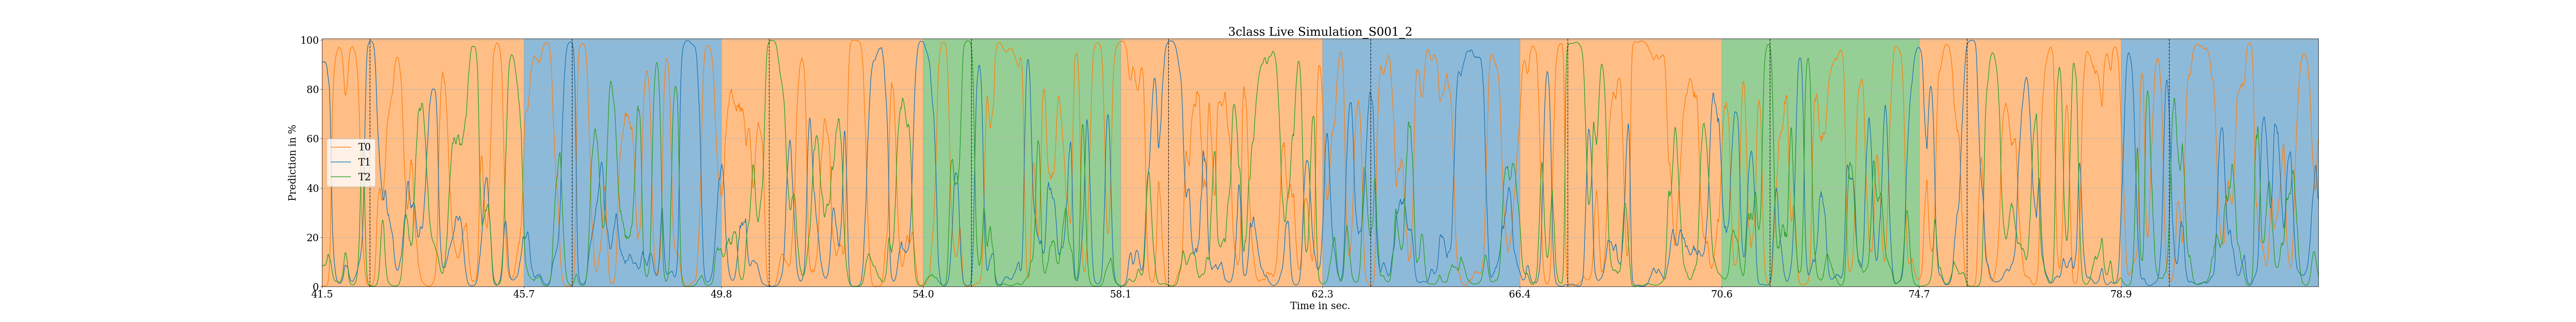 3class Live Simulation_S001_2
Prediction in %
100
80
60
40
20
0
T0
T1
T2
41.5 45.7 49.8 54.0 58.1 62.3 66.4 70.6 74.7 78.9
Time in sec.